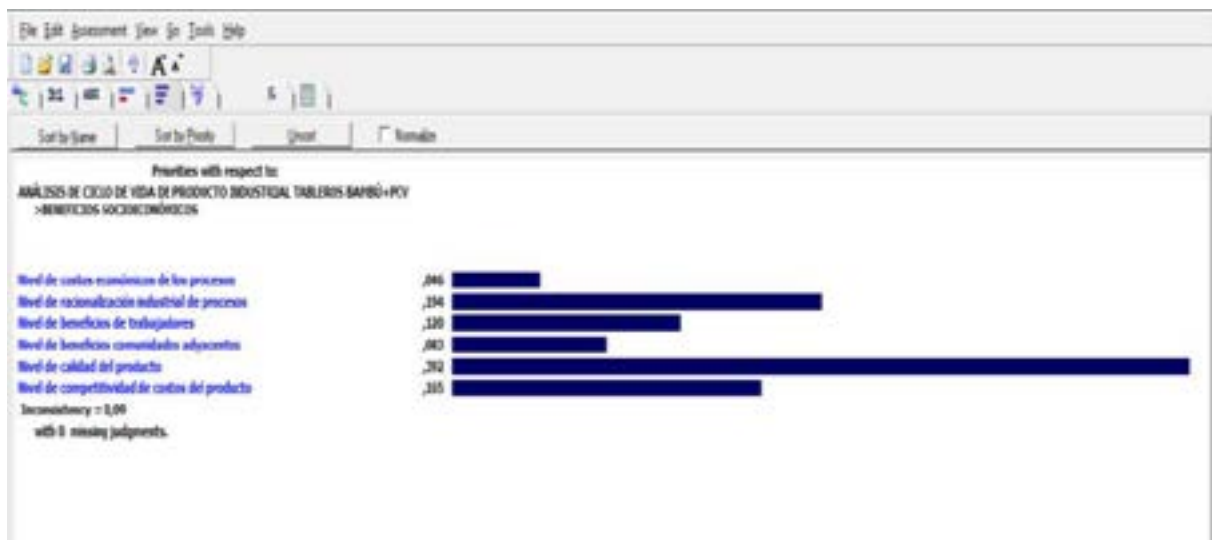 File Edit Assessment View Go Tools Help
Sort by Name Sort by Priority Unsort Normalize
Priorities with respect to:
ANÁLISIS DE CICLO DE VIDA DE PRODUCTO INDUSTRIAL TABLEROS BAMBÚ+PCV
>BENEFICIOS SOCIOECONÓMICOS
Nivel de costos económicos de los procesos ,046
Nivel de racionalización industrial de procesos ,194
Nivel de beneficios de trabajadores ,120
Nivel de beneficios comunidades adyacentes
Nivel de calidad del producto ,392
Nivel de competitividad de costos del producto ,165
Inconsistency = 0,09
with 0 missing judgments.